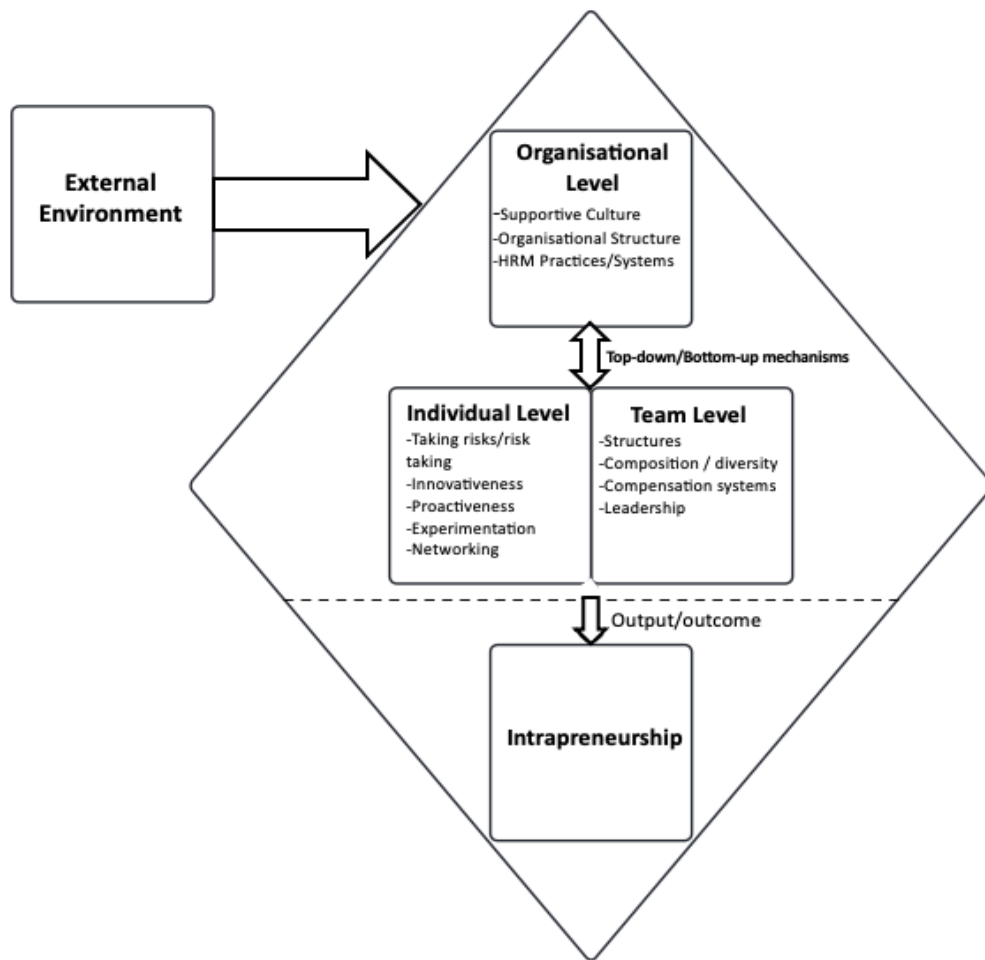 External
Environment
Organisational
Level
-Supportive Culture
-Organisational Structure
-HRM Practices/Systems
Top-down/Bottom-up mechanisms
Individual Level
-Taking risks/risk
taking
-Innovativeness
-Proactiveness
-Experimentation
-Networking
Team Level
-Structures
-Composition / diversity
-Compensation systems
-Leadership
Output/outcome
Intrapreneurship